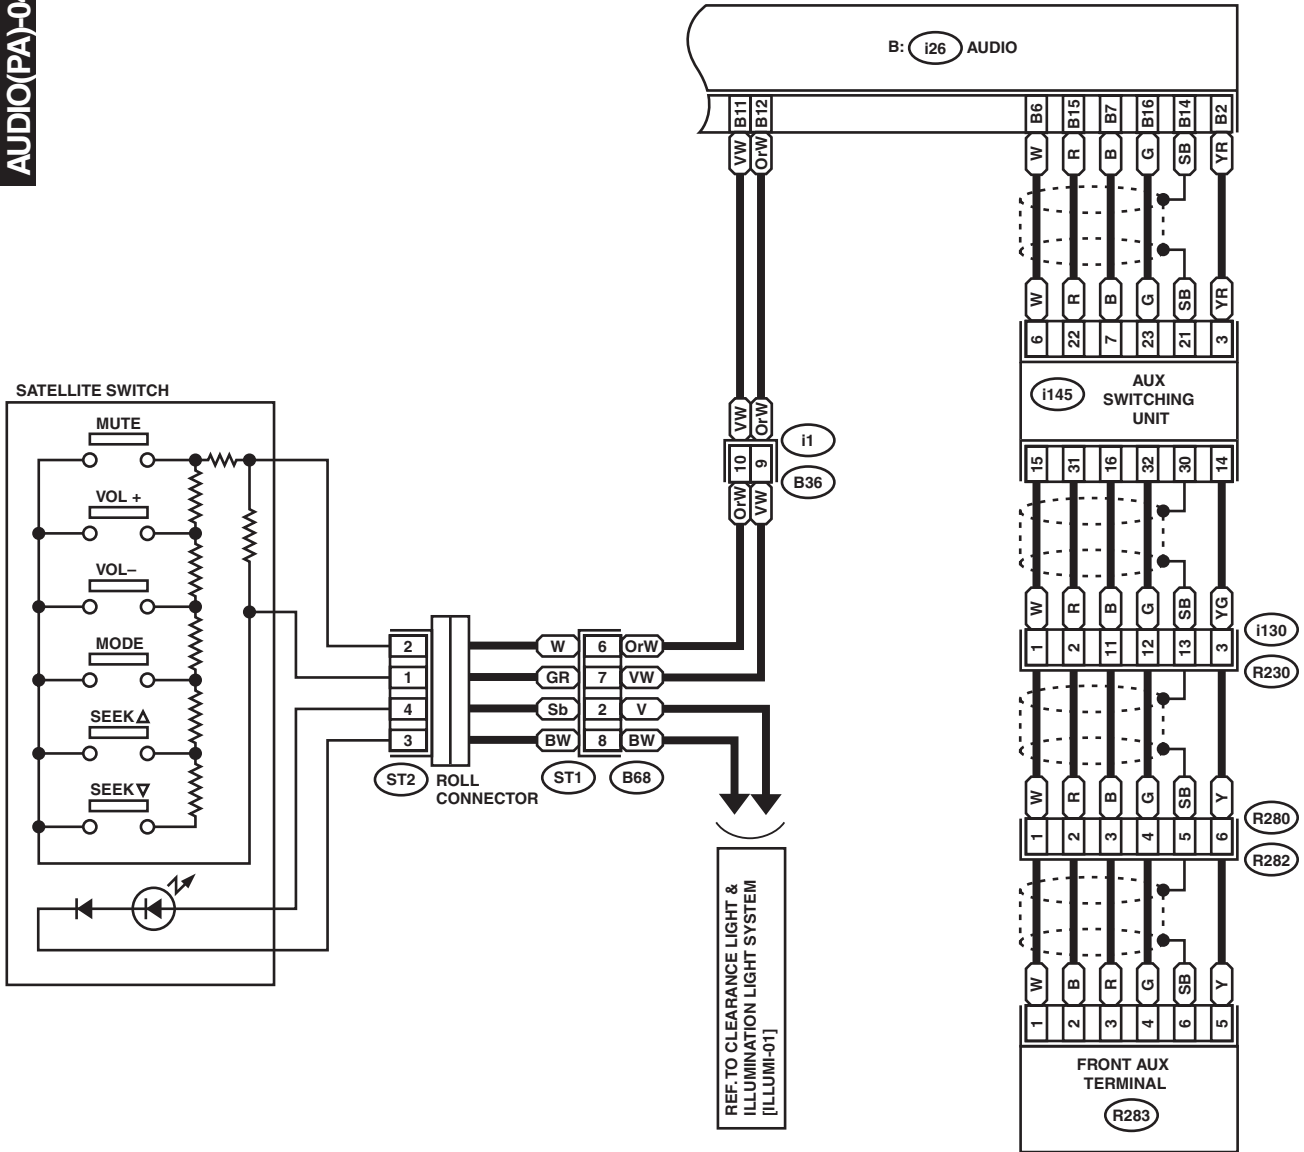 AUDIO(PA)-0
B: i26 AUDIO
B11 B12 B6 B15 B7 B16 B14 B2
VW OrW W R B G SB YR
W R B G SB YR
6 22 7 23 21 3
i145 AUX
SWITCHING
UNIT
SATELLITE SWITCH
MUTE
VOL +
VOL–
MODE
SEEK △
SEEK ▽
VW OrW
i1
10 9
B36
OrW VW
15 31 16 32 30 14
W R B G SB YG
i130
1 2 11 12 13 3
R230
2 W 6 OrW
1 GR 7 VW
4 Sb 2 V
3 BW 8 BW
ST2 ROLL
CONNECTOR
ST1 B68
W R B G SB Y
R280
1 2 3 4 5 6
R282
REF. TO CLEARANCE LIGHT &
ILLUMINATION LIGHT SYSTEM
[ILLUMI-01]
W B R G SB Y
1 2 3 4 6 5
FRONT AUX
TERMINAL
R283